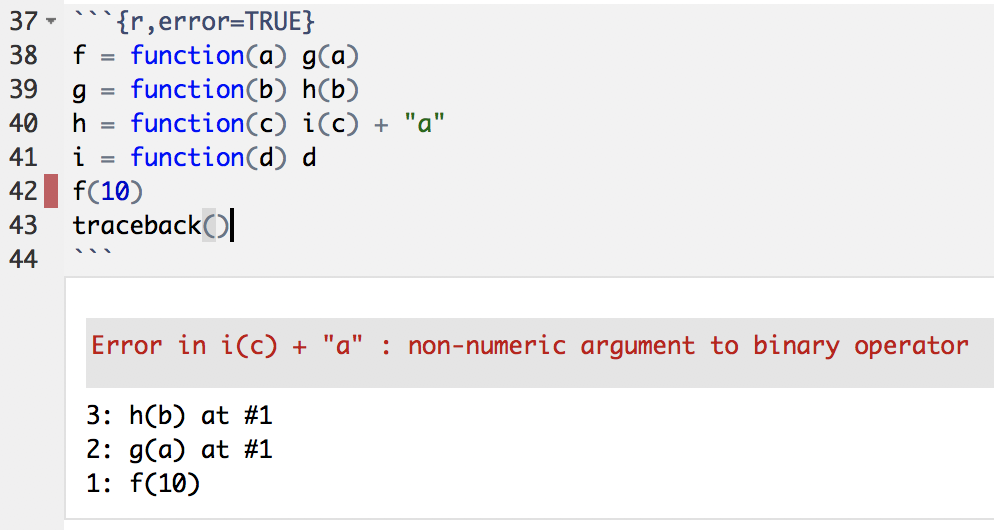 37 ```{r,error=TRUE}
38 f = function(a) g(a)
39 g = function(b) h(b)
40 h = function(c) i(c) + "a"
41 i = function(d) d
42 f(10)
43 traceback()
44 ```
Error in i(c) + "a" : non-numeric argument to binary operator
3: h(b) at #1
2: g(a) at #1
1: f(10)